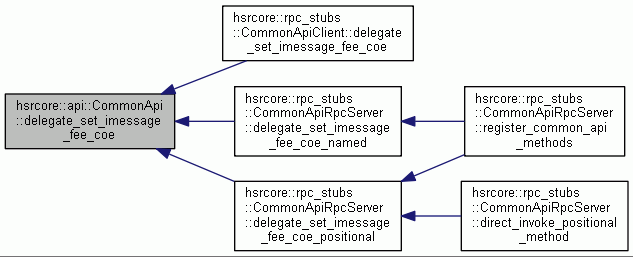 hsrcore::rpc_stubs
::CommonApiClient::delegate
_set_imessage_fee_coe
hsrcore::api::CommonApi
::delegate_set_imessage
_fee_coe
hsrcore::rpc_stubs
::CommonApiRpcServer
::delegate_set_imessage
_fee_coe_named
hsrcore::rpc_stubs
::CommonApiRpcServer
::register_common_api
_methods
hsrcore::rpc_stubs
::CommonApiRpcServer
::delegate_set_imessage
_fee_coe_positional
hsrcore::rpc_stubs
::CommonApiRpcServer
::direct_invoke_positional
_method